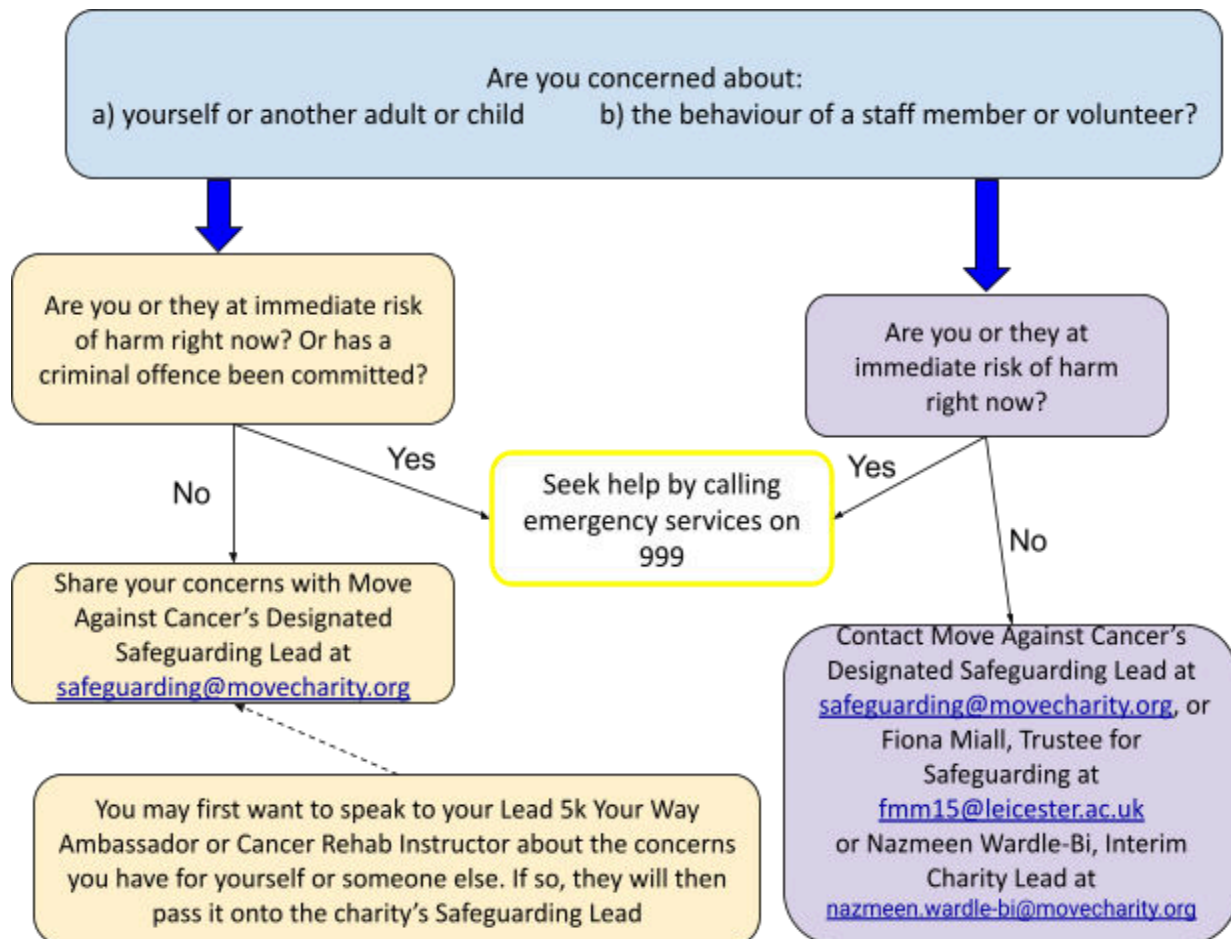 Are you concerned about:
a) yourself or another adult or child b) the behaviour of a staff member or volunteer?
Are you or they at immediate risk
of harm right now? Or has a
criminal offence been committed?
Are you or they at
immediate risk of harm
right now?
Yes
No
Seek help by calling
emergency services on
999
Yes
No
Share your concerns with Move
Against Cancer’s Designated
Safeguarding Lead at
safeguarding@movecharity.org
Contact Move Against Cancer’s
Designated Safeguarding Lead at
safeguarding@movecharity.org, or
Fiona Miall, Trustee for
Safeguarding at
fmm15@leicester.ac.uk
or Nazmeen Wardle-Bi, Interim
Charity Lead at
nazmeen.wardle-bi@movecharity.org
You may first want to speak to your Lead 5k Your Way
Ambassador or Cancer Rehab Instructor about the concerns
you have for yourself or someone else. If so, they will then
pass it onto the charity’s Safeguarding Lead